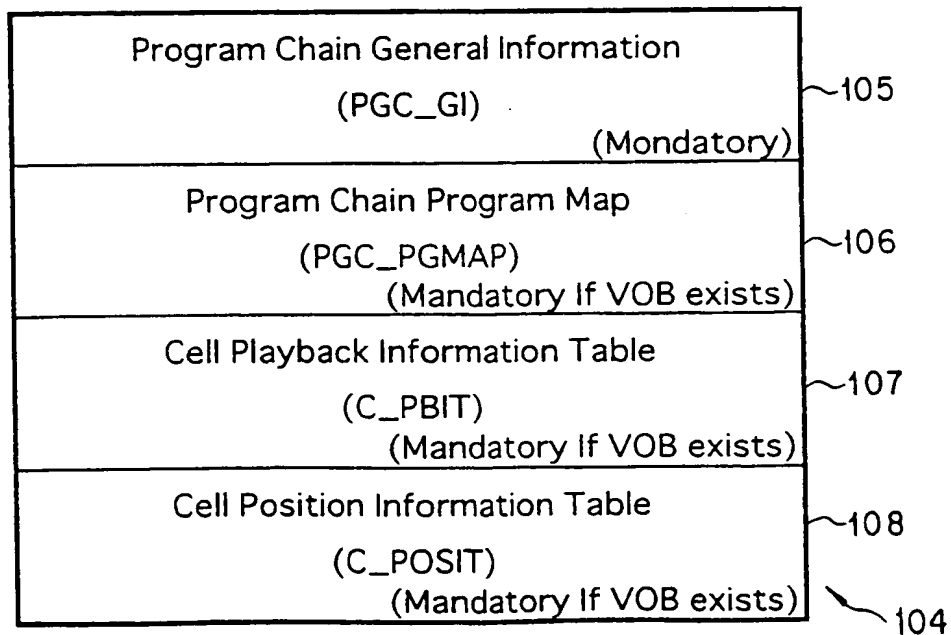 Program Chain General Information
(PGC_GI)
(Mondatory)
105
Program Chain Program Map
(PGC_PGMAP)
(Mandatory If VOB exists)
106
Cell Playback Information Table
(C_PBIT)
(Mandatory If VOB exists)
107
Cell Position Information Table
(C_POSIT)
(Mandatory If VOB exists)
108
104